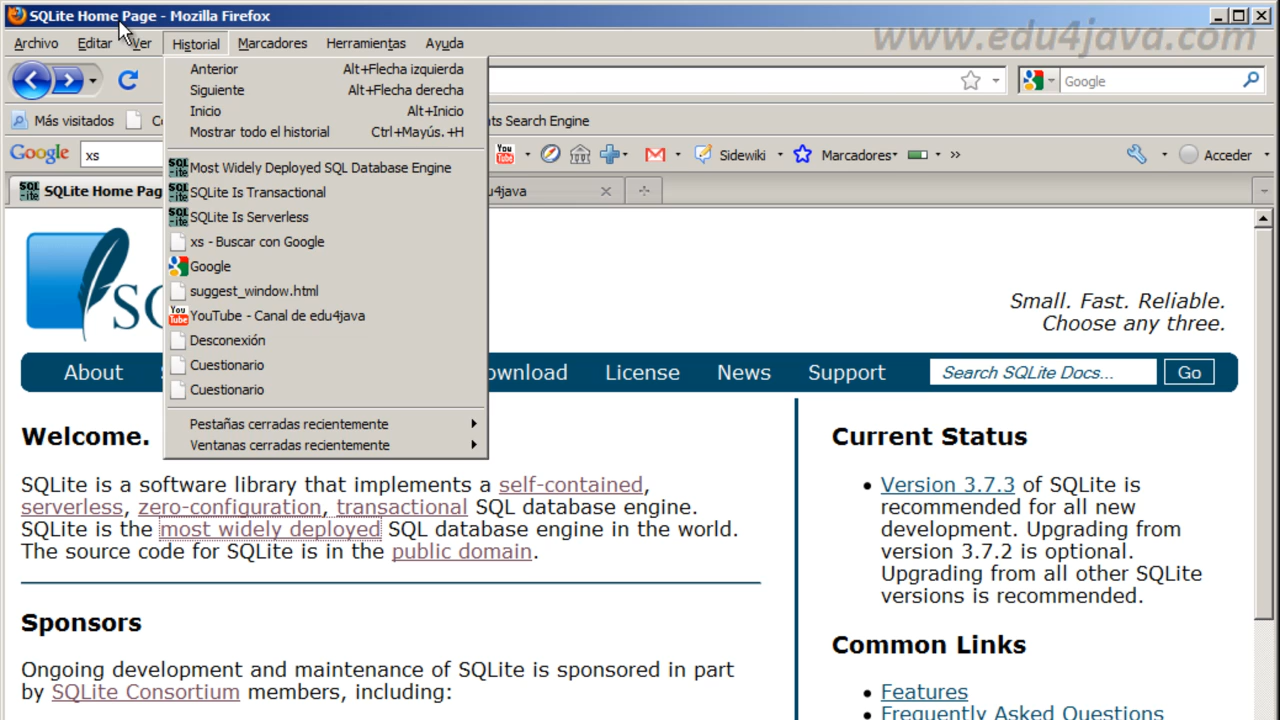 SQLite Home Page - Mozilla Firefox
www.edu4java.com
Archivo Editar Ver Historial Marcadores Herramientas Ayuda
Anterior Alt+Flecha izquierda
Siguiente Alt+Flecha derecha
Inicio Alt+Inicio
Mostrar todo el historial Ctrl+Mayús.+H
Google
Más visitados
Search Engine
Google xs
Sidewiki
Marcadores
Acceder
Most Widely Deployed SQL Database Engine
SQLite Is Transactional
SQLite Is Serverless
xs - Buscar con Google
Google
suggest_window.html
YouTube - Canal de edu4java
Desconexión
Cuestionario
Cuestionario
Pestañas cerradas recientemente
Ventanas cerradas recientemente
SQLite Home Pag
u4java
Small. Fast. Reliable.
Choose any three.
About ownload License News Support Search SQLite Docs... Go
Welcome.
SQLite is a software library that implements a self-contained,
serverless, zero-configuration, transactional SQL database engine.
SQLite is the most widely deployed SQL database engine in the world.
The source code for SQLite is in the public domain.
Sponsors
Ongoing development and maintenance of SQLite is sponsored in part
by SQLite Consortium members, including:
Current Status
Version 3.7.3 of SQLite is
recommended for all new
development. Upgrading from
version 3.7.2 is optional.
Upgrading from all other SQLite
versions is recommended.
Common Links
Features
Frequently Asked Questions